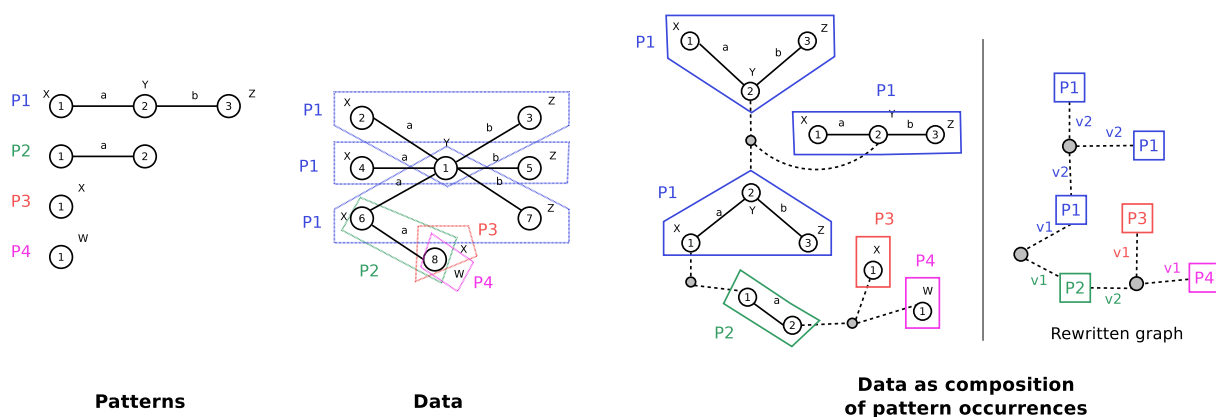 P1
X
1
a
Y
2
b
3
Z
P2
1
a
2
P3
1
X
P4
1
W
Patterns
P1
X
2
a
Y
b
3
Z
P1
X
4
a
1
b
5
Z
P1
X
6
a
b
7
Z
a
8
P3
X
W
P2
P4
Data
P1
X
1
a
b
3
Z
Y
2
P1
X
1
a
Y
2
b
3
Z
P1
2
Y
a
b
X
1
Z
3
P3
X
1
P4
W
1
1
a
2
P2
Data as composition
of pattern occurrences
P1
v2
v2
P1
v2
P1
v1
P3
v1
v1
P2
v2
v1
P4
Rewritten graph